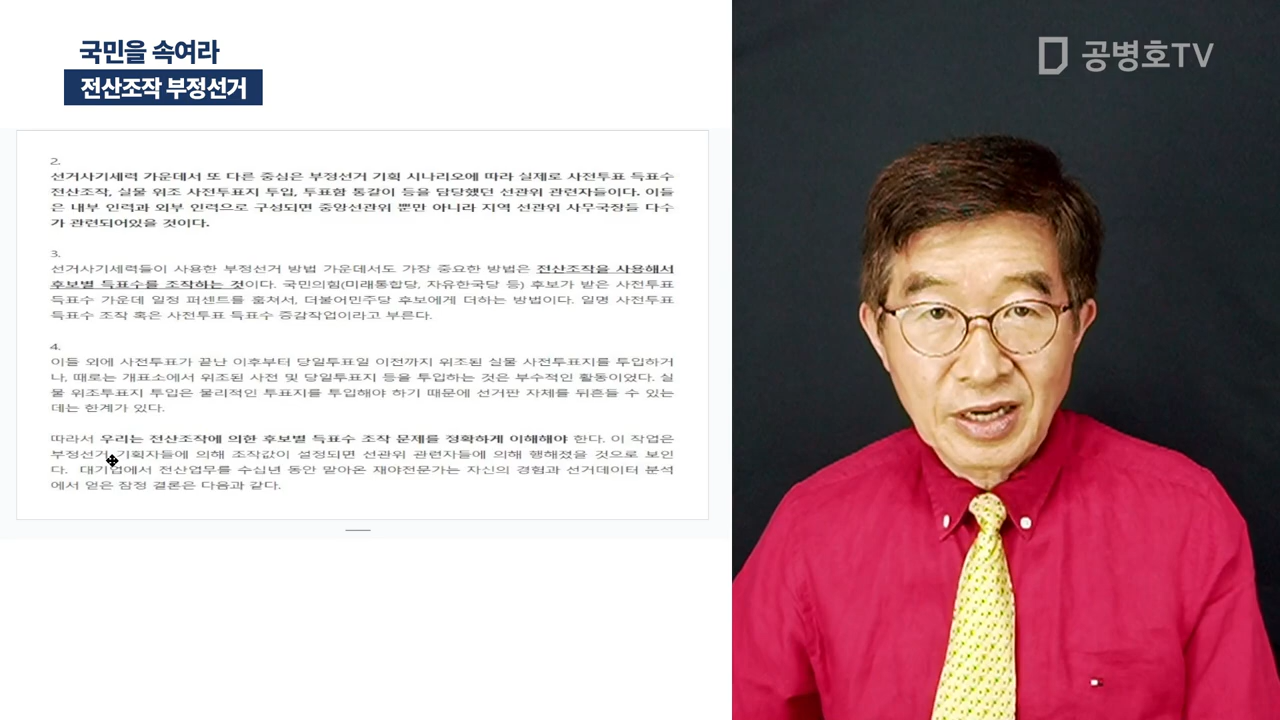 국민을 속여라
전산조작 부정선거
공병호TV
2.
선거사기세력 가운데서 또 다른 중심은 부정선거 기획 시나리오에 따라 실제로 사전투표 득표수
전산조작, 실물 위조 사전투표지 투입, 투표함 통갈이 등을 담당했던 선관위 관련자들이다. 이들
은 내부 인력과 외부 인력으로 구성되면 중앙선관위 뿐만 아니라 지역 선관위 사무국장들 다수
가 관련되어있을 것이다.
3.
선거사기세력들이 사용한 부정선거 방법 가운데서도 가장 중요한 방법은 전산조작을 사용해서
후보별 득표수를 조작하는 것이다. 국민의힘(미래통합당, 자유한국당 등) 후보가 받은 사전투표
득표수 가운데 일정 퍼센트를 훔쳐서, 더불어민주당 후보에게 더하는 방법이다. 일명 사전투표
득표수 조작 혹은 사전투표 득표수 증감작업이라고 부른다.
4.
이들 외에 사전투표가 끝난 이후부터 당일투표일 이전까지 위조된 실물 사전투표지를 투입하거
나, 때로는 개표소에서 위조된 사전 및 당일투표지 등을 투입하는 것은 부수적인 활동이었다. 실
물 위조투표지 투입은 물리적인 투표지를 투입해야 하기 때문에 선거판 자체를 뒤흔들 수 있는
데는 한계가 있다.
따라서 우리는 전산조작에 의한 후보별 득표수 조작 문제를 정확하게 이해해야 한다. 이 작업은
부정선거 기획자들에 의해 조작값이 설정되면 선관위 관련자들에 의해 행해졌을 것으로 보인
다. 대기업에서 전산업무를 수십년 동안 맡아온 재야전문가는 자신의 경험과 선거데이터 분석
에서 얻은 잠정 결론은 다음과 같다.